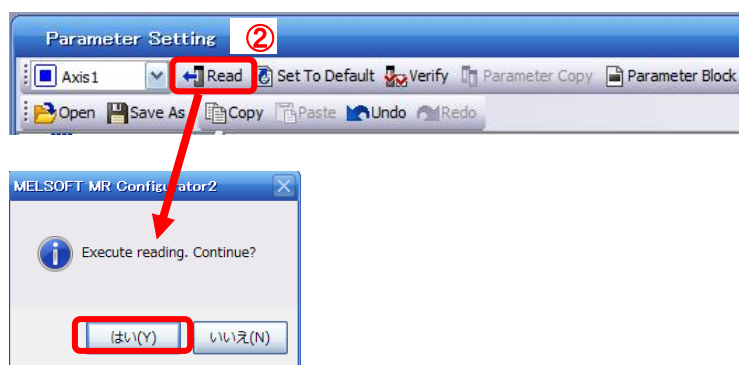 Parameter Setting ②
Axis1 Read Set To Default Verify Parameter Copy Parameter Block
Open Save As Copy Paste Undo Redo
MELSOFT MR Configurator2
Execute reading. Continue?
はい(Y) いいえ(N)